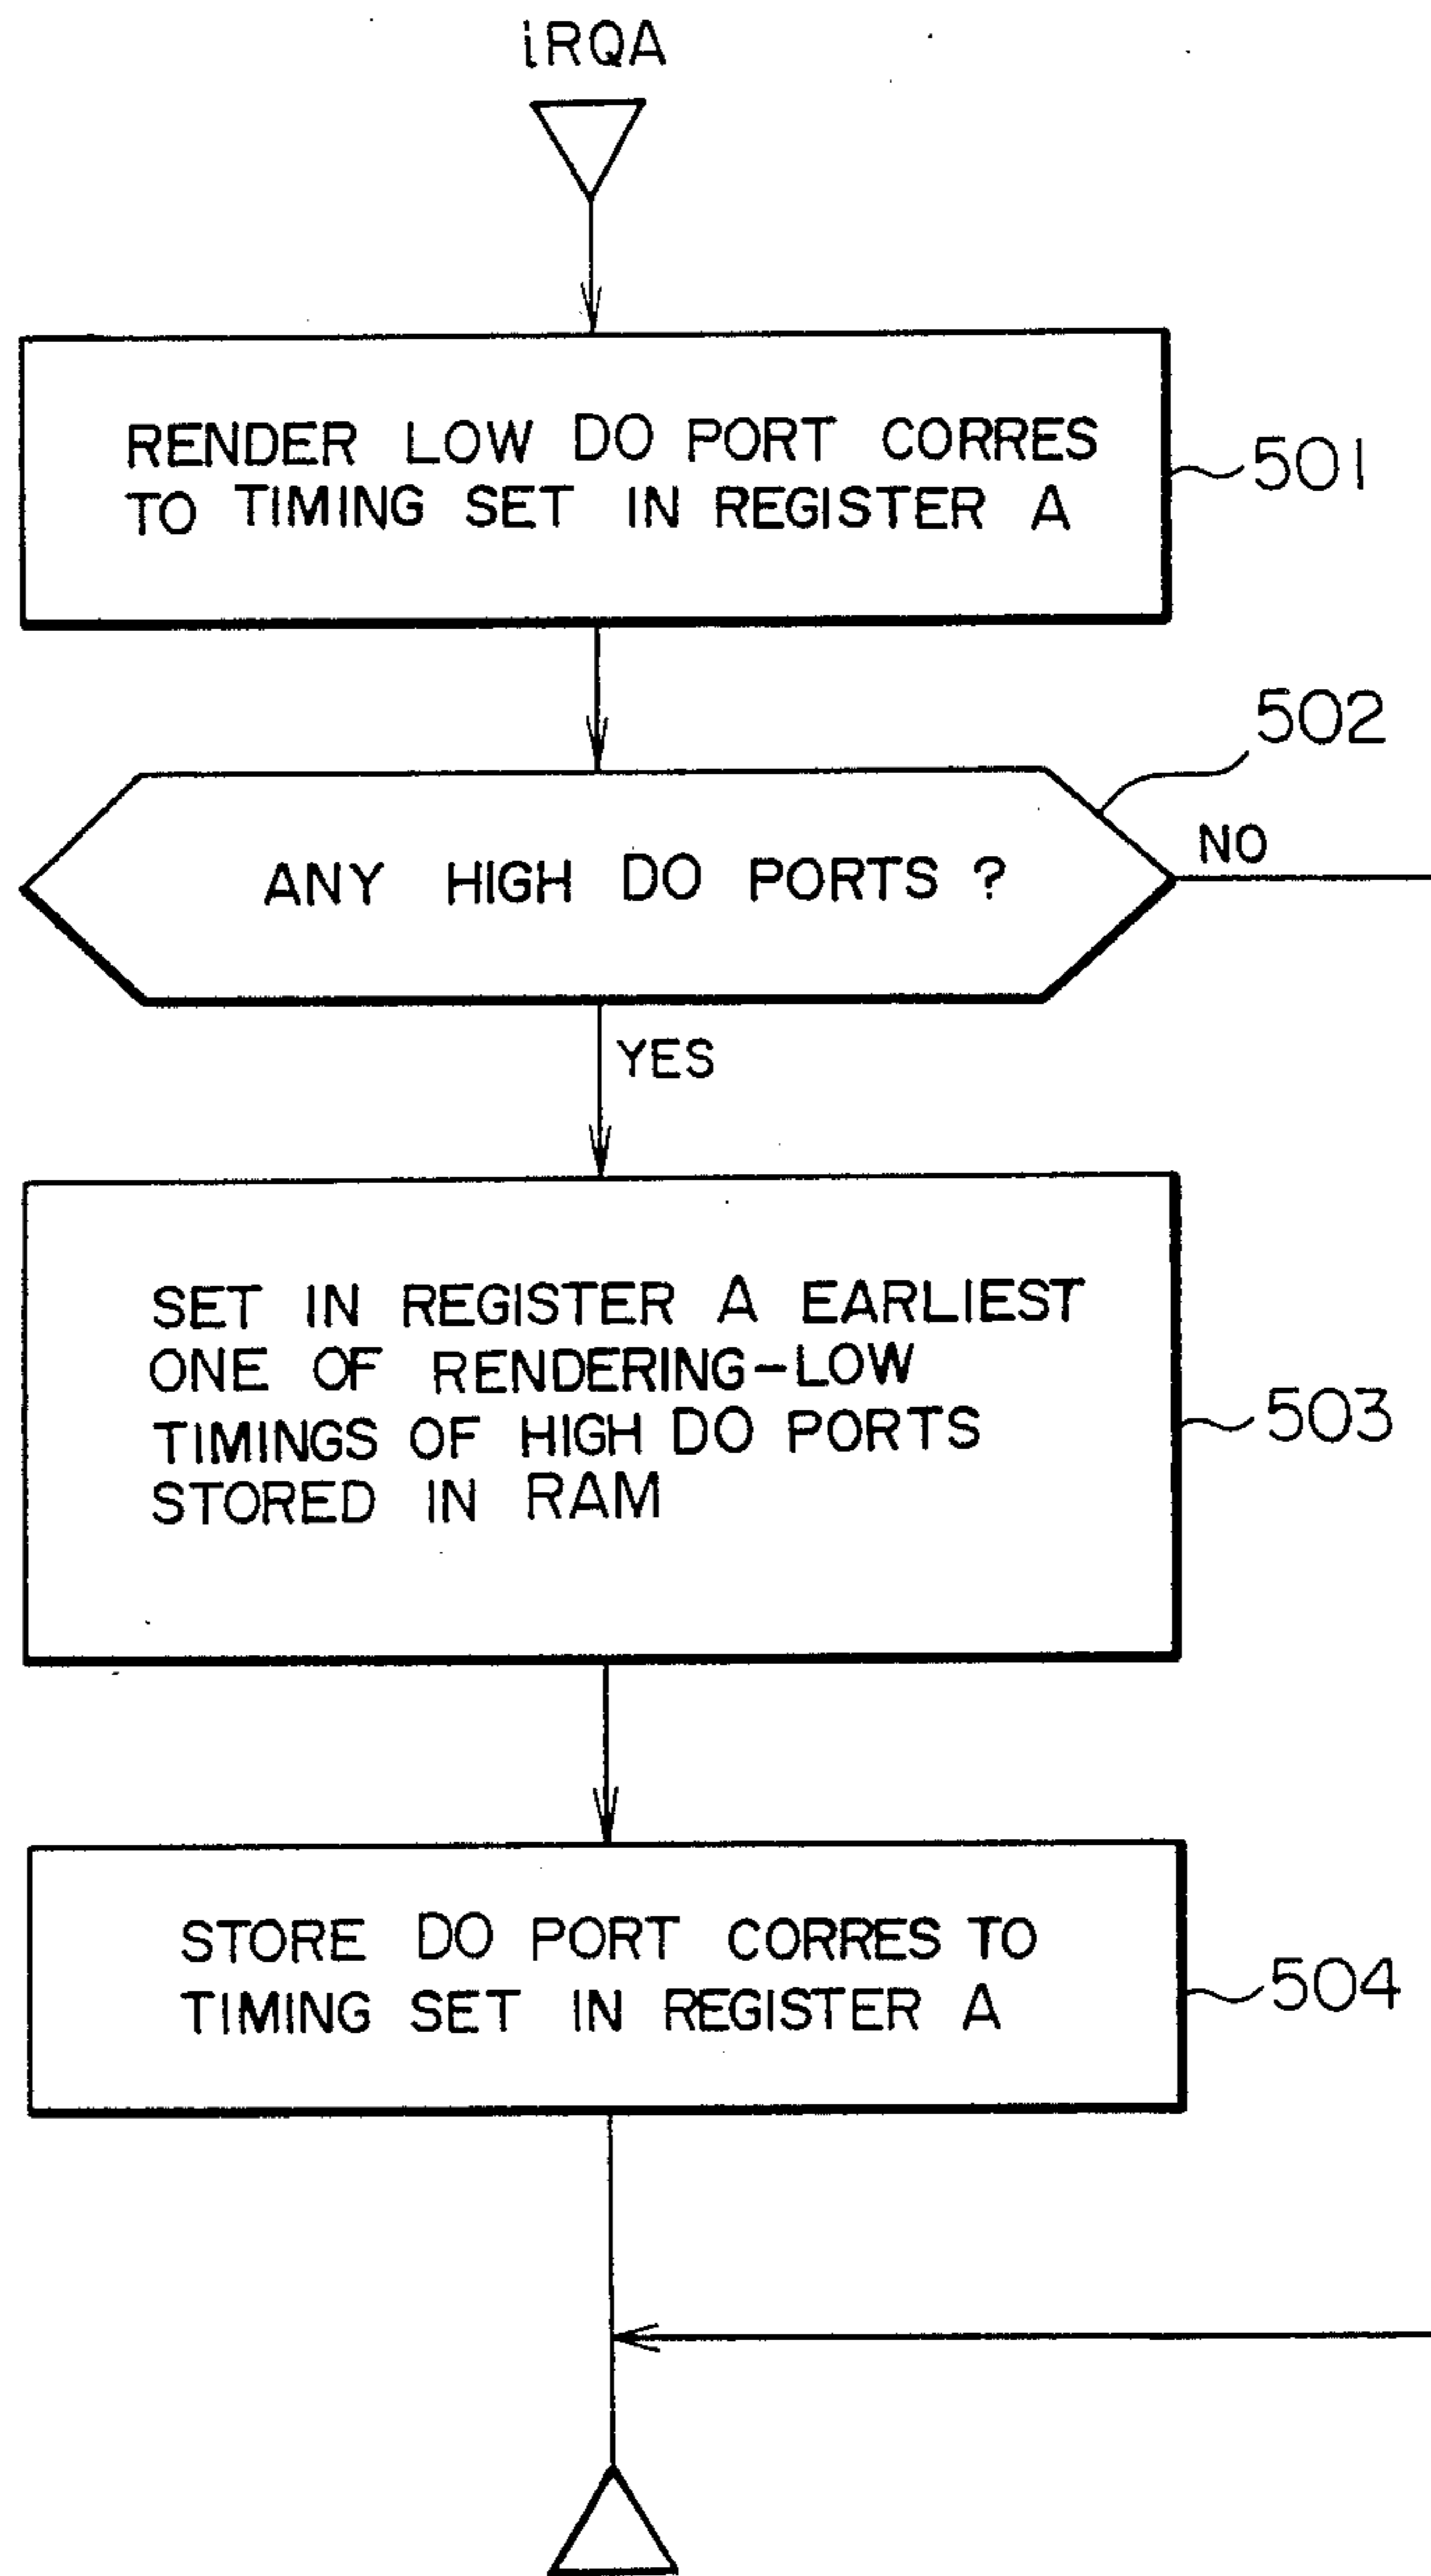 iRQA
RENDER LOW DO PORT CORRES
TO TIMING SET IN REGISTER A
501
502
ANY HIGH DO PORTS ?
NO
YES
SET IN REGISTER A EARLIEST
ONE OF RENDERING-LOW
TIMINGS OF HIGH DO PORTS
STORED IN RAM
503
STORE DO PORT CORRES TO
TIMING SET IN REGISTER A
504